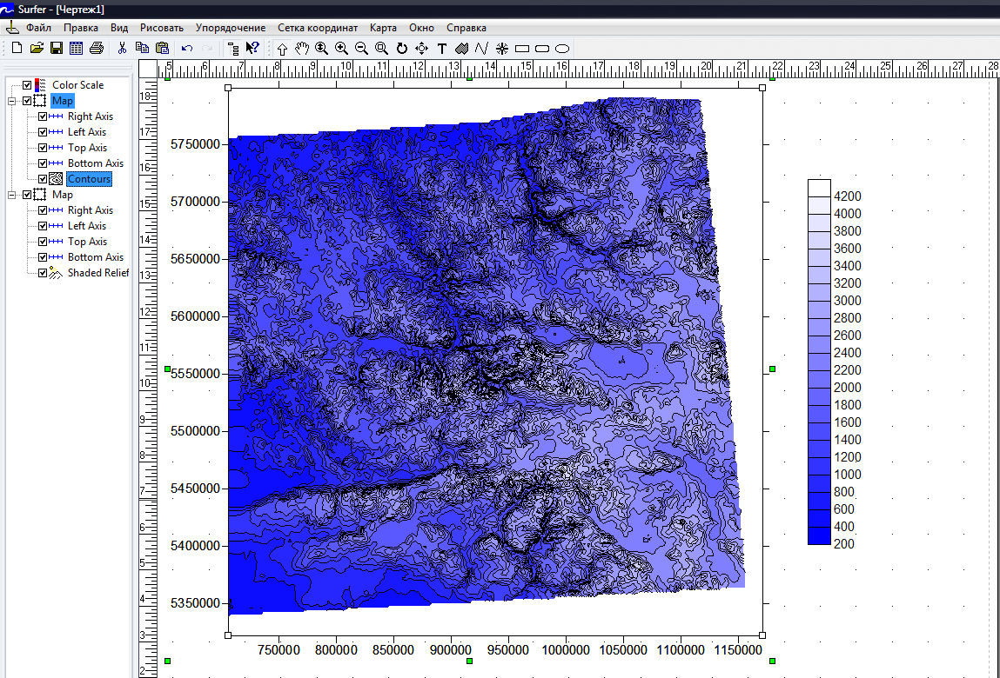 Surfer - [Чертеж1]
Файл Правка Вид Рисовать Упорядочение Сетка координат Карта Окно Справка
5 6 7 8 9 10 11 12 13 14 15 16 17 18 19 20 21 22 23 24 25 26 27 28
Color Scale
Map
Right Axis
Left Axis
Top Axis
Bottom Axis
Contours
Map
Right Axis
Left Axis
Top Axis
Bottom Axis
Shaded Relief
18
17
16
15
14
13
12
11
10
9
8
7
6
5
4
3
2
5750000
5700000
5650000
5600000
5550000
5500000
5450000
5400000
5350000
750000 800000 850000 900000 950000 1000000 1050000 1100000 1150000
4200
4000
3800
3600
3400
3200
3000
2800
2600
2400
2200
2000
1800
1600
1400
1200
1000
800
600
400
200